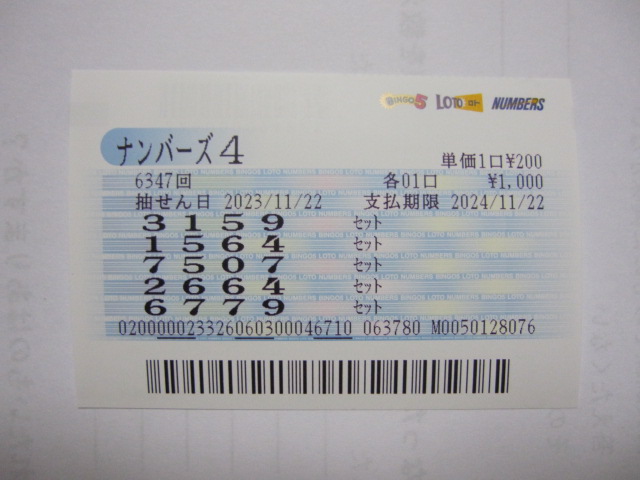 BINGO5 LOTO ロト NUMBERS
ナンバーズ4
単価1口¥200
6347回 各01口 ¥1,000
抽せん日 2023/11/22 支払期限 2024/11/22
3159 セット
1564 セット
7507 セット
2664 セット
6779 セット
020000023326060300046710 063780 M0050128076